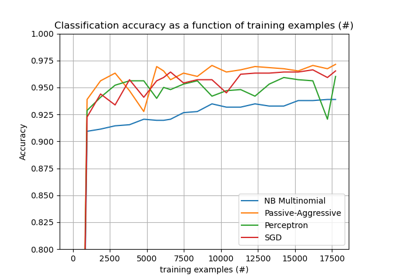 Classification accuracy as a function of training examples (#)
1.000
0.975
0.950
0.925
0.900
0.875
0.850
0.825
0.800
Accuracy
NB Multinomial
Passive-Aggressive
Perceptron
SGD
0 2500 5000 7500 10000 12500 15000 17500
training examples (#)